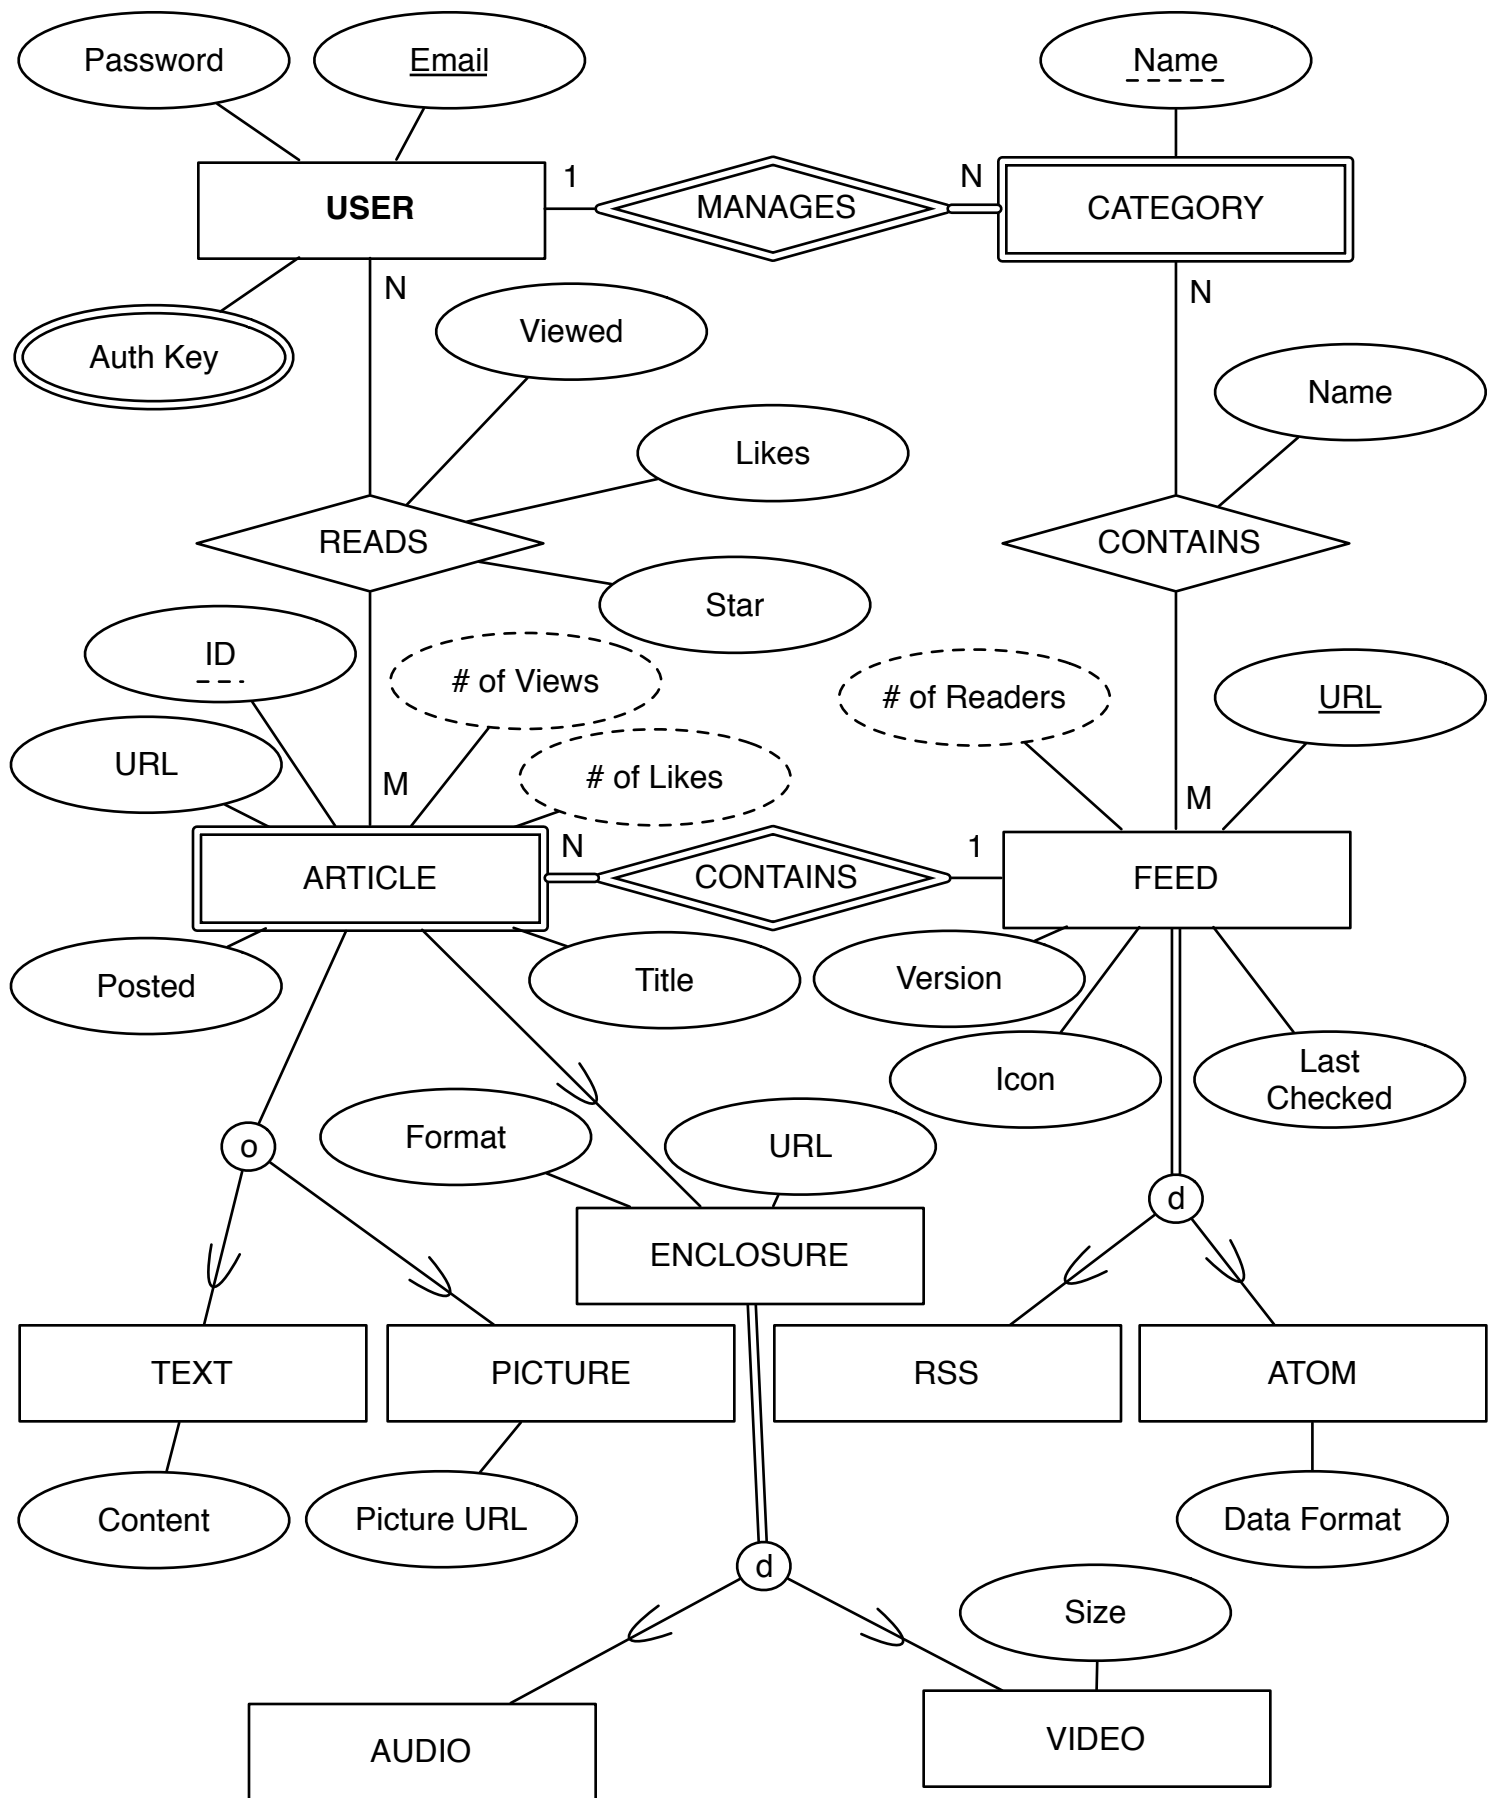 Password
Email
Name
USER
1
MANAGES
N
CATEGORY
N
N
Auth Key
Viewed
Name
Likes
READS
CONTAINS
Star
ID
# of Views
# of Readers
URL
URL
# of Likes
M
M
ARTICLE
N
CONTAINS
1
FEED
Posted
Title
Version
Icon
Last
Checked
o
Format
URL
d
ENCLOSURE
TEXT
PICTURE
RSS
ATOM
Content
Picture URL
Data Format
d
Size
AUDIO
VIDEO